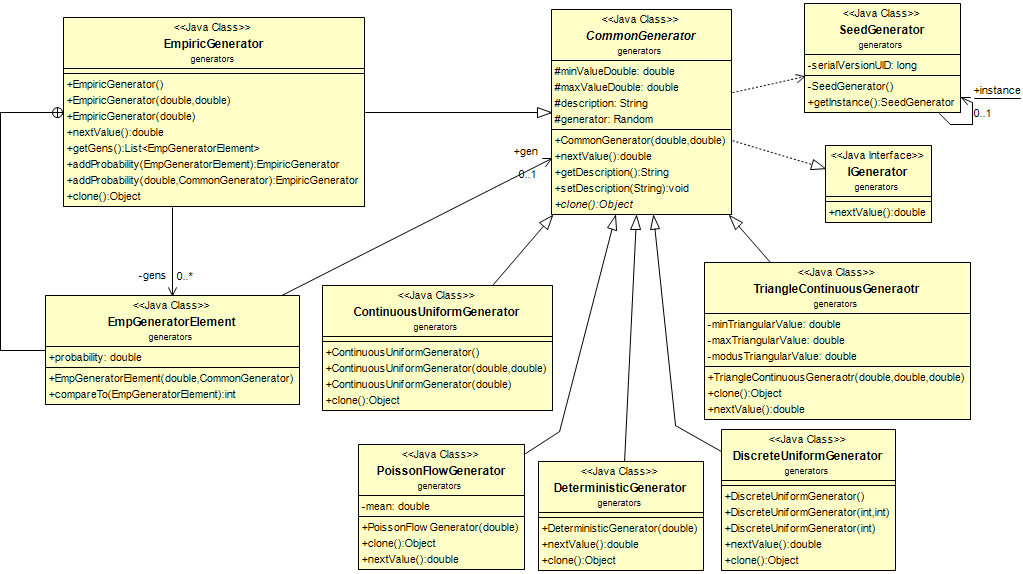 <<Java Class>>
EmpiricGenerator
generators
+EmpiricGenerator()
+EmpiricGenerator(double,double)
+EmpiricGenerator(double)
+nextValue():double
+getGens():List<EmpGeneratorElement>
+addProbability(EmpGeneratorElement):EmpiricGenerator
+addProbability(double,CommonGenerator):EmpiricGenerator
+clone():Object
<<Java Class>>
CommonGenerator
generators
#minValueDouble: double
#maxValueDouble: double
#description: String
#generator: Random
+CommonGenerator(double,double)
+nextValue():double
+getDescription():String
+setDescription(String):void
+clone():Object
<<Java Class>>
SeedGenerator
generators
-serialVersionUID: long
-SeedGenerator()
+getInstance():SeedGenerator
+instance
0..1
<<Java Interface>>
IGenerator
generators
+nextValue():double
+gen
0..1
-gens
0..*
<<Java Class>>
EmpGeneratorElement
generators
+probability: double
+EmpGeneratorElement(double,CommonGenerator)
+compareTo(EmpGeneratorElement):int
<<Java Class>>
ContinuousUniformGenerator
generators
+ContinuousUniformGenerator()
+ContinuousUniformGenerator(double,double)
+ContinuousUniformGenerator(double)
+clone():Object
<<Java Class>>
TriangleContinuousGeneraotr
generators
-minTriangularValue: double
-maxTriangularValue: double
-modusTriangularValue: double
+TriangleContinuousGeneraotr(double,double,double)
+clone():Object
+nextValue():double
<<Java Class>>
PoissonFlowGenerator
generators
-mean: double
+PoissonFlowGenerator(double)
+clone():Object
+nextValue():double
<<Java Class>>
DeterministicGenerator
generators
+DeterministicGenerator(double)
+nextValue():double
+clone():Object
<<Java Class>>
DiscreteUniformGenerator
generators
+DiscreteUniformGenerator()
+DiscreteUniformGenerator(int,int)
+DiscreteUniformGenerator(int)
+nextValue():double
+clone():Object